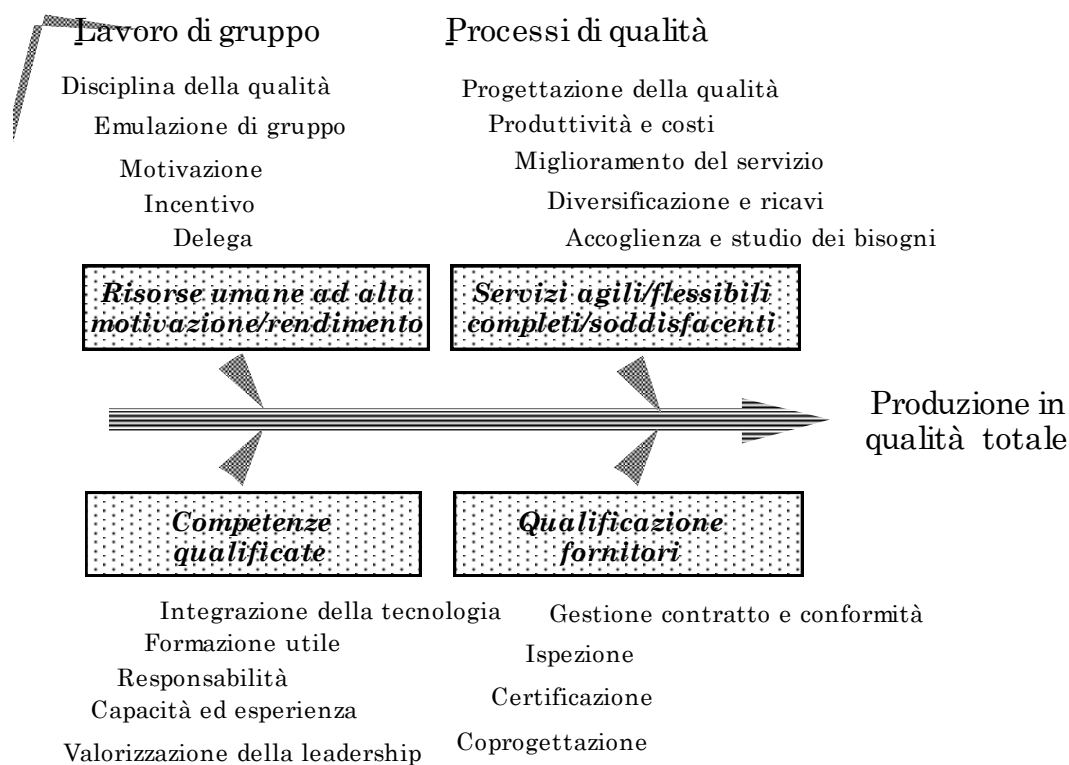 Lavoro di gruppo
Disciplina della qualità
Emulazione di gruppo
Motivazione
Incentivo
Delega
Risorse umane ad alta
motivazione/rendimento
Processi di qualità
Progettazione della qualità
Produttività e costi
Miglioramento del servizio
Diversificazione e ricavi
Accoglienza e studio dei bisogni
Servizi agili/flessibili
completi/soddisfacenti
Produzione in
qualità totale
Competenze
qualificate
Integrazione della tecnologia
Formazione utile
Responsabilità
Capacità ed esperienza
Valorizzazione della leadership
Qualificazione
fornitori
Gestione contratto e conformità
Ispezione
Certificazione
Coprogettazione